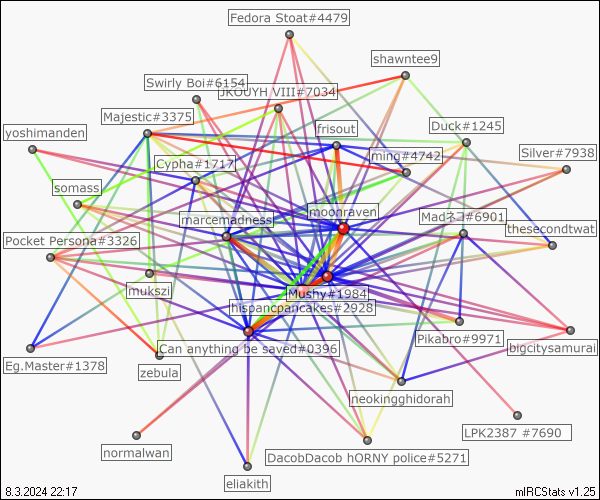 Fedora Stoat#4479
shawntee9
Swirly Boi#6154
JKOUYH VIII#7034
Majestic#3375
frisout
Duck#1245
yoshimanden
Cypha#1717
ming#4742
Silver#7938
somass
marcemadness
moonraven
Madネコ#6901
thesecondtwat
Pocket Persona#3326
mukszi
Mushy#1984
hispancpancakes#2928
Pikabro#9971
bigcitysamurai
Can anything be saved#0396
Eg.Master#1378
zebula
neokingghidorah
LPK2387 #7690
normalwan
DacobDacob hORNY police#5271
eliakith
8.3.2024 22:17
mIRCStats v1.25